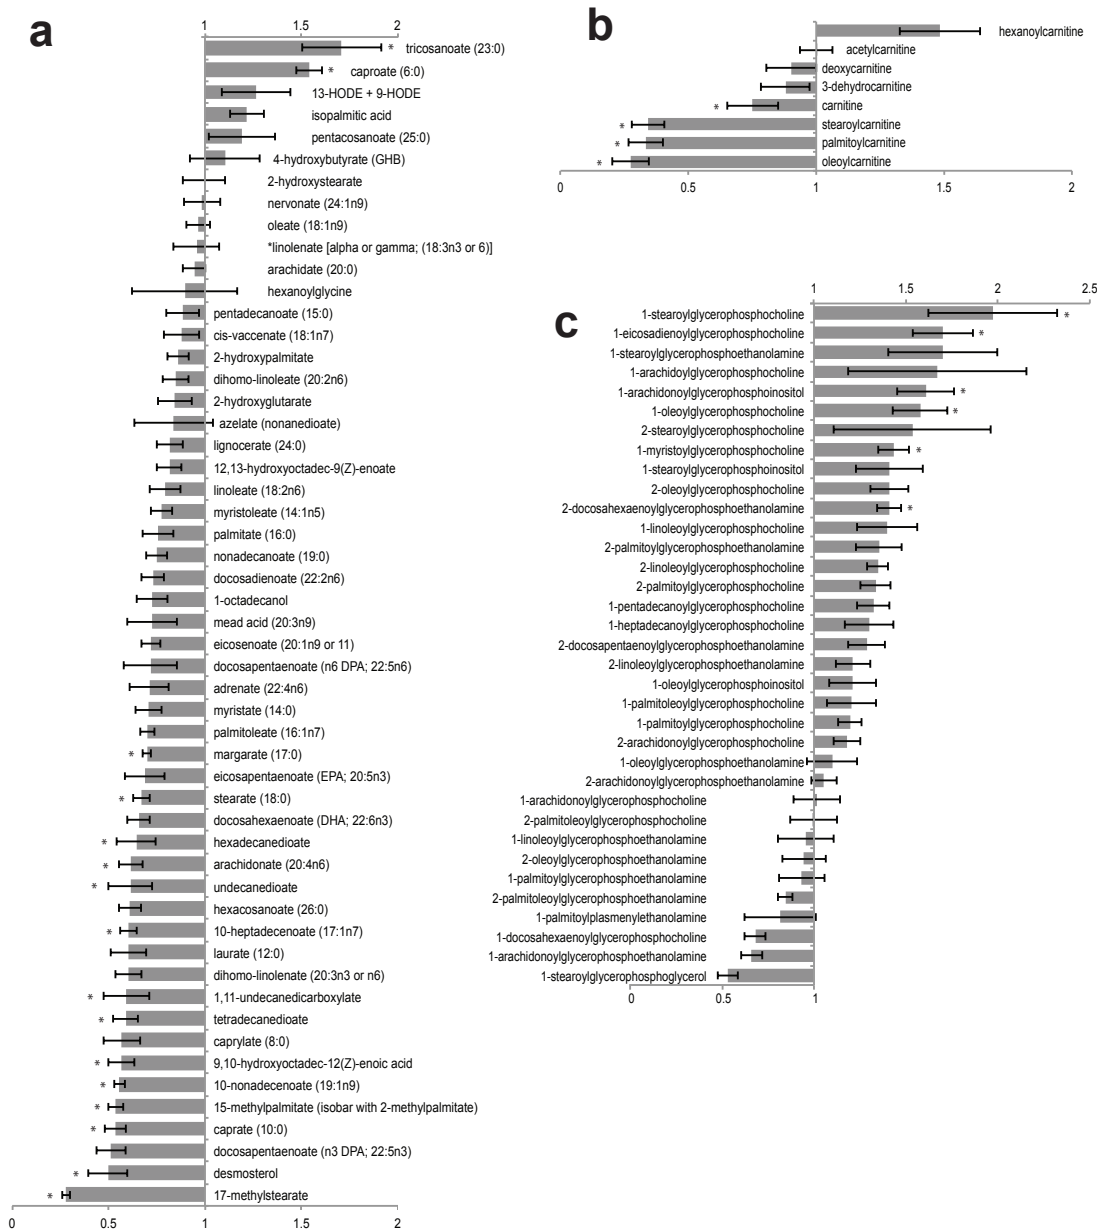 a
1
1.5
2
* tricosanoate (23:0)
* caproate (6:0)
13-HODE + 9-HODE
isopalmitic acid
pentacosanoate (25:0)
4-hydroxybutyrate (GHB)
2-hydroxystearate
nervonate (24:1n9)
oleate (18:1n9)
*linolenate [alpha or gamma; (18:3n3 or 6)]
arachidate (20:0)
hexanoylglycine
pentadecanoate (15:0)
cis-vaccenate (18:1n7)
2-hydroxypalmitate
dihomo-linoleate (20:2n6)
2-hydroxyglutarate
azelate (nonanedioate)
lignocerate (24:0)
12,13-hydroxyoctadec-9(Z)-enoate
linoleate (18:2n6)
myristoleate (14:1n5)
palmitate (16:0)
nonadecanoate (19:0)
docosadienoate (22:2n6)
1-octadecanol
mead acid (20:3n9)
eicosenoate (20:1n9 or 11)
docosapentaenoate (n6 DPA; 22:5n6)
adrenate (22:4n6)
myristate (14:0)
palmitoleate (16:1n7)
* margarate (17:0)
eicosapentaenoate (EPA; 20:5n3)
* stearate (18:0)
docosahexaenoate (DHA; 22:6n3)
* hexadecanedioate
* arachidonate (20:4n6)
* undecanedioate
hexacosanoate (26:0)
* 10-heptadecenoate (17:1n7)
laurate (12:0)
dihomo-linolenate (20:3n3 or n6)
* 1,11-undecanedicarboxylate
* tetradecanedioate
caprylate (8:0)
* 9,10-hydroxyoctadec-12(Z)-enoic acid
* 10-nonadecenoate (19:1n9)
* 15-methylpalmitate (isobar with 2-methylpalmitate)
* caprate (10:0)
docosapentaenoate (n3 DPA; 22:5n3)
* desmosterol
* 17-methylstearate
0
0.5
1
1.5
2
b
hexanoylcarnitine
acetylcarnitine
deoxycarnitine
3-dehydrocarnitine
* carnitine
* stearoylcarnitine
* palmitoylcarnitine
* oleoylcarnitine
0
0.5
1
1.5
2
c
1
1.5
2
2.5
1-stearoylglycerophosphocholine *
1-eicosadienoylglycerophosphocholine *
1-stearoylglycerophosphoethanolamine
1-arachidoylglycerophosphocholine
1-arachidonoylglycerophosphoinositol *
1-oleoylglycerophosphocholine *
2-stearoylglycerophosphocholine
1-myristoylglycerophosphocholine *
1-stearoylglycerophosphoinositol
2-oleoylglycerophosphocholine
2-docosahexaenoylglycerophosphoethanolamine *
1-linoleoylglycerophosphocholine
2-palmitoylglycerophosphoethanolamine
2-linoleoylglycerophosphocholine
2-palmitoylglycerophosphocholine
1-pentadecanoylglycerophosphocholine
1-heptadecanoylglycerophosphocholine
2-docosapentaenoylglycerophosphoethanolamine
2-linoleoylglycerophosphoethanolamine
1-oleoylglycerophosphoinositol
1-palmitoleoylglycerophosphocholine
1-palmitoylglycerophosphocholine
2-arachidonoylglycerophosphocholine
1-oleoylglycerophosphoethanolamine
2-arachidonoylglycerophosphoethanolamine
1-arachidonoylglycerophosphocholine
2-palmitoleoylglycerophosphocholine
1-linoleoylglycerophosphoethanolamine
2-oleoylglycerophosphoethanolamine
1-palmitoylglycerophosphoethanolamine
2-palmitoleoylglycerophosphoethanolamine
1-palmitoylplasmenylethanolamine
1-docosahexaenoylglycerophosphocholine
1-arachidonoylglycerophosphoethanolamine
1-stearoylglycerophosphoglycerol
0
0.5
1